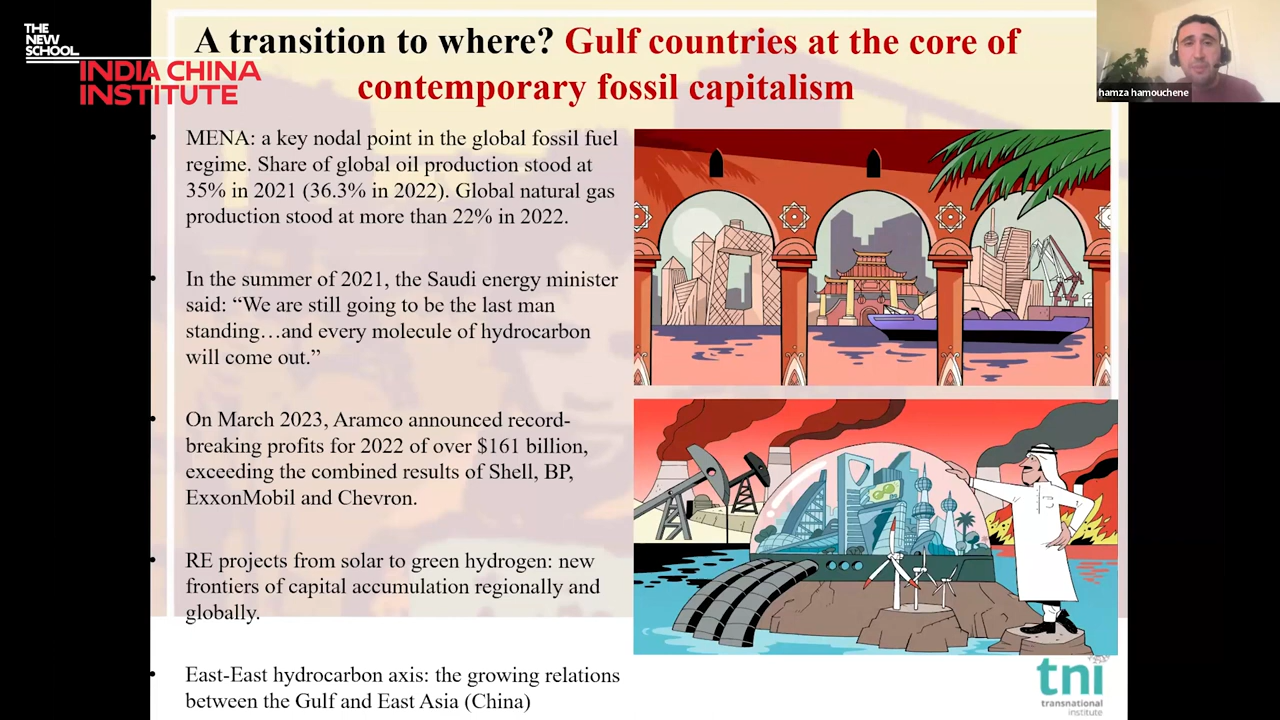 THE
NEW
SCHOOL
INDIA CHINA
INSTITUTE
A transition to where? Gulf countries at the core of
contemporary fossil capitalism
hamza hamouchene
• MENA: a key nodal point in the global fossil fuel
regime. Share of global oil production stood at
35% in 2021 (36.3% in 2022). Global natural gas
production stood at more than 22% in 2022.
• In the summer of 2021, the Saudi energy minister
said: “We are still going to be the last man
standing…and every molecule of hydrocarbon
will come out.”
• On March 2023, Aramco announced record-
breaking profits for 2022 of over $161 billion,
exceeding the combined results of Shell, BP,
ExxonMobil and Chevron.
• RE projects from solar to green hydrogen: new
frontiers of capital accumulation regionally and
globally.
• East-East hydrocarbon axis: the growing relations
between the Gulf and East Asia (China)
tni
transnational
institute